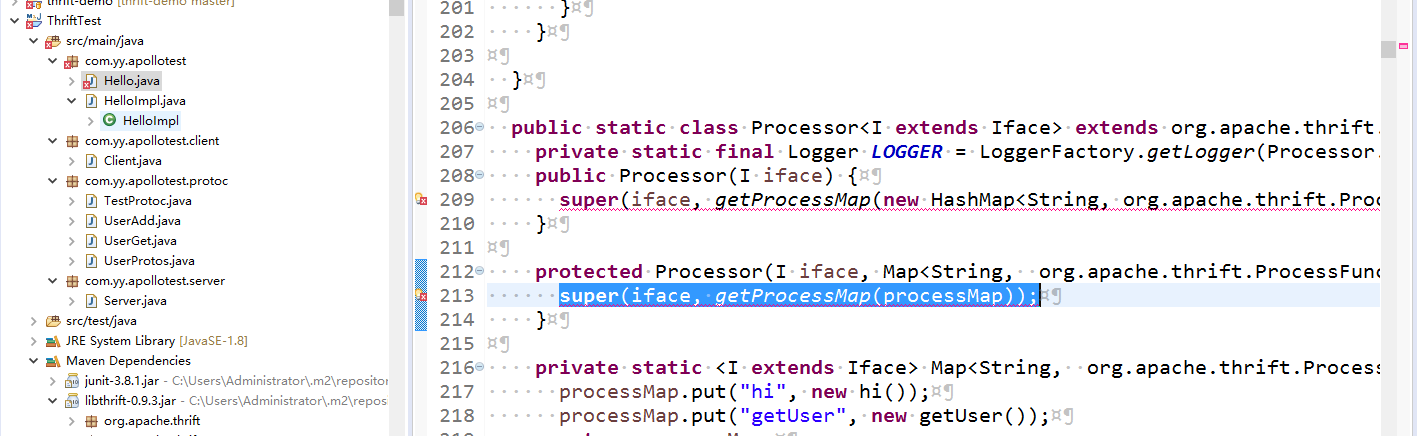 thrift-demo [thrift-demo master]
ThriftTest
src/main/java
com.yy.apollotest
Hello.java
HelloImpl.java
HelloImpl
com.yy.apollotest.client
Client.java
com.yy.apollotest.protoc
TestProtoc.java
UserAdd.java
UserGet.java
UserProtos.java
com.yy.apollotest.server
Server.java
src/test/java
JRE System Library [JavaSE-1.8]
Maven Dependencies
junit-3.8.1.jar - C:\Users\Administrator\.m2\repositor
libthrift-0.9.3.jar - C:\Users\Administrator\.m2\repos
org.apache.thrift
201 ······}¤¶
202 ····}¤¶
203 ¤¶
204 ··}¤¶
205 ¤¶
206 public·static·class·Processor<I·extends·Iface>·extends·org.apache.thrift.
207 ····private·static·final·Logger·LOGGER·=·LoggerFactory.getLogger(Processor.
208 ····public·Processor(I·iface)·{¤¶
209 ······super(iface,·getProcessMap(new·HashMap<String,·org.apache.thrift.Proc
210 ····}¤¶
211 ¤¶
212 ····protected·Processor(I·iface,·Map<String,··org.apache.thrift.ProcessFunc
213 ······super(iface,·getProcessMap(processMap));¤¶
214 ····}¤¶
215 ¤¶
216 ····private·static·<I·extends·Iface>·Map<String,··org.apache.thrift.Process
217 ······processMap.put("hi",·new·hi());¤¶
218 ······processMap.put("getUser",·new·getUser());¤¶